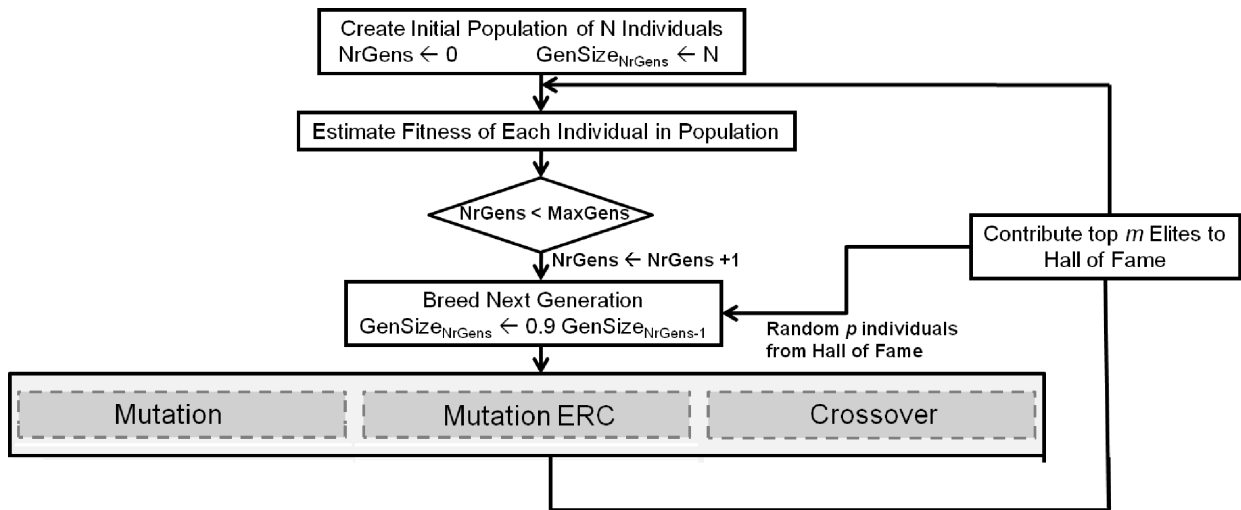 Create Initial Population of N Individuals
NrGens ← 0 GenSizeNrGens ← N
Estimate Fitness of Each Individual in Population
NrGens < MaxGens
NrGens ← NrGens +1
Contribute top m Elites to
Hall of Fame
Breed Next Generation
GenSizeNrGens ← 0.9 GenSizeNrGens-1
Random p individuals
from Hall of Fame
Mutation
Mutation ERC
Crossover